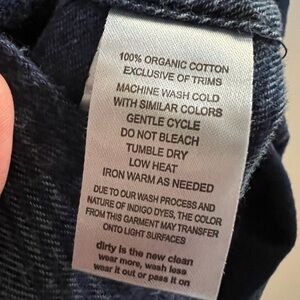 100% ORGANIC COTTON
EXCLUSIVE OF TRIMS
MACHINE WASH COLD
WITH SIMILAR COLORS
GENTLE CYCLE
DO NOT BLEACH
TUMBLE DRY
LOW HEAT
IRON WARM AS NEEDED
DUE TO OUR WASH PROCESS AND
NATURE OF INDIGO DYES, THE COLOR
FROM THIS GARMENT MAY TRANSFER
ONTO LIGHT SURFACES
dirty is the new clean
wear more, wash less
wear it out or pass it on